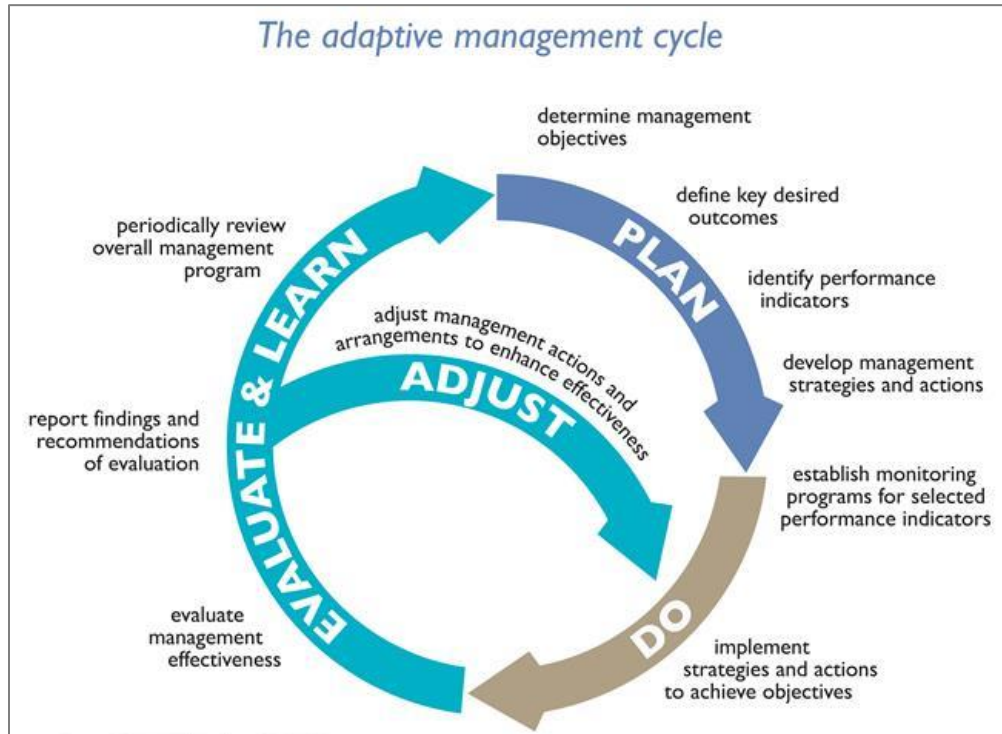 The adaptive management cycle
determine management
objectives
define key desired
outcomes
PLAN
identify performance
indicators
develop management
strategies and actions
establish monitoring
programs for selected
performance indicators
DO
implement
strategies and actions
to achieve objectives
evaluate
management
effectiveness
EVALUATE & LEARN
report findings and
recommendations
of evaluation
periodically review
overall management
program
adjust management actions and
arrangements to enhance effectiveness
ADJUST